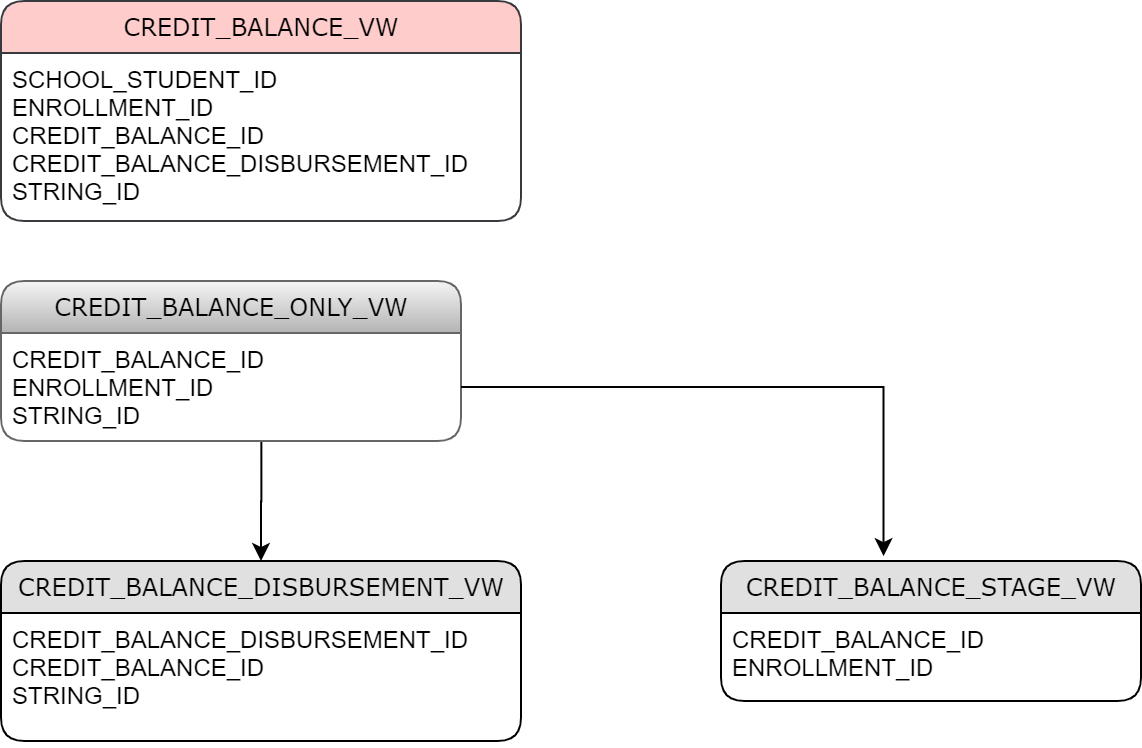 CREDIT_BALANCE_VW
SCHOOL_STUDENT_ID
ENROLLMENT_ID
CREDIT_BALANCE_ID
CREDIT_BALANCE_DISBURSEMENT_ID
STRING_ID
CREDIT_BALANCE_ONLY_VW
CREDIT_BALANCE_ID
ENROLLMENT_ID
STRING_ID
CREDIT_BALANCE_DISBURSEMENT_VW
CREDIT_BALANCE_DISBURSEMENT_ID
CREDIT_BALANCE_ID
STRING_ID
CREDIT_BALANCE_STAGE_VW
CREDIT_BALANCE_ID
ENROLLMENT_ID